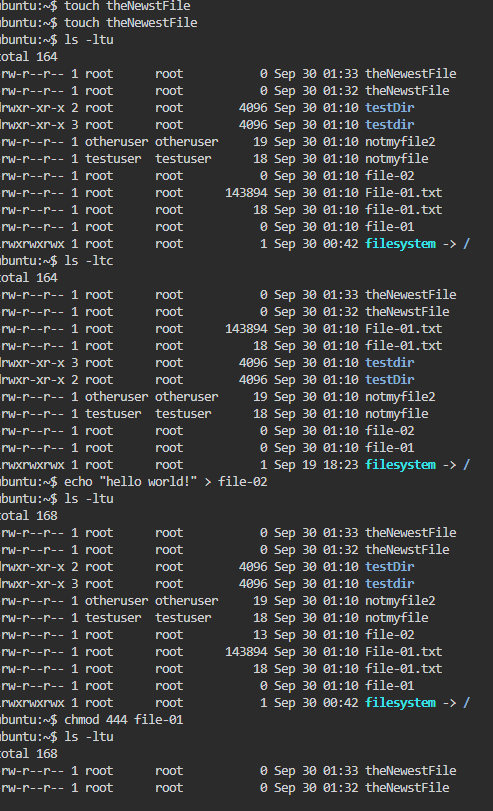 ubuntu:~$ touch theNewstFile
ubuntu:~$ touch theNewestFile
ubuntu:~$ ls -ltu
total 164
-rw-r--r-- 1 root      root           0 Sep 30 01:33 theNewestFile
-rw-r--r-- 1 root      root           0 Sep 30 01:32 theNewstFile
drwxr-xr-x 2 root      root        4096 Sep 30 01:10 testDir
drwxr-xr-x 3 root      root        4096 Sep 30 01:10 testdir
-rw-r--r-- 1 otheruser otheruser     19 Sep 30 01:10 notmyfile2
-rw-r--r-- 1 testuser  testuser      18 Sep 30 01:10 notmyfile
-rw-r--r-- 1 root      root           0 Sep 30 01:10 file-02
-rw-r--r-- 1 root      root      143894 Sep 30 01:10 File-01.txt
-rw-r--r-- 1 root      root          18 Sep 30 01:10 file-01.txt
-rw-r--r-- 1 root      root           0 Sep 30 01:10 file-01
lrwxrwxrwx 1 root      root           1 Sep 30 00:42 filesystem -> /
ubuntu:~$ ls -ltc
total 164
-rw-r--r-- 1 root      root           0 Sep 30 01:33 theNewestFile
-rw-r--r-- 1 root      root           0 Sep 30 01:32 theNewstFile
-rw-r--r-- 1 root      root      143894 Sep 30 01:10 File-01.txt
-rw-r--r-- 1 root      root          18 Sep 30 01:10 file-01.txt
drwxr-xr-x 3 root      root        4096 Sep 30 01:10 testdir
drwxr-xr-x 2 root      root        4096 Sep 30 01:10 testDir
-rw-r--r-- 1 otheruser otheruser     19 Sep 30 01:10 notmyfile2
-rw-r--r-- 1 testuser  testuser      18 Sep 30 01:10 notmyfile
-rw-r--r-- 1 root      root           0 Sep 30 01:10 file-02
-rw-r--r-- 1 root      root           0 Sep 30 01:10 file-01
lrwxrwxrwx 1 root      root           1 Sep 19 18:23 filesystem -> /
ubuntu:~$ echo "hello world!" > file-02
ubuntu:~$ ls -ltu
total 168
-rw-r--r-- 1 root      root           0 Sep 30 01:33 theNewestFile
-rw-r--r-- 1 root      root           0 Sep 30 01:32 theNewstFile
drwxr-xr-x 2 root      root        4096 Sep 30 01:10 testDir
drwxr-xr-x 3 root      root        4096 Sep 30 01:10 testdir
-rw-r--r-- 1 otheruser otheruser     19 Sep 30 01:10 notmyfile2
-rw-r--r-- 1 testuser  testuser      18 Sep 30 01:10 notmyfile
-rw-r--r-- 1 root      root          13 Sep 30 01:10 file-02
-rw-r--r-- 1 root      root      143894 Sep 30 01:10 File-01.txt
-rw-r--r-- 1 root      root          18 Sep 30 01:10 file-01.txt
-rw-r--r-- 1 root      root           0 Sep 30 01:10 file-01
lrwxrwxrwx 1 root      root           1 Sep 30 00:42 filesystem -> /
ubuntu:~$ chmod 444 file-01
ubuntu:~$ ls -ltu
total 168
-rw-r--r-- 1 root      root           0 Sep 30 01:33 theNewestFile
-rw-r--r-- 1 root      root           0 Sep 30 01:32 theNewstFile